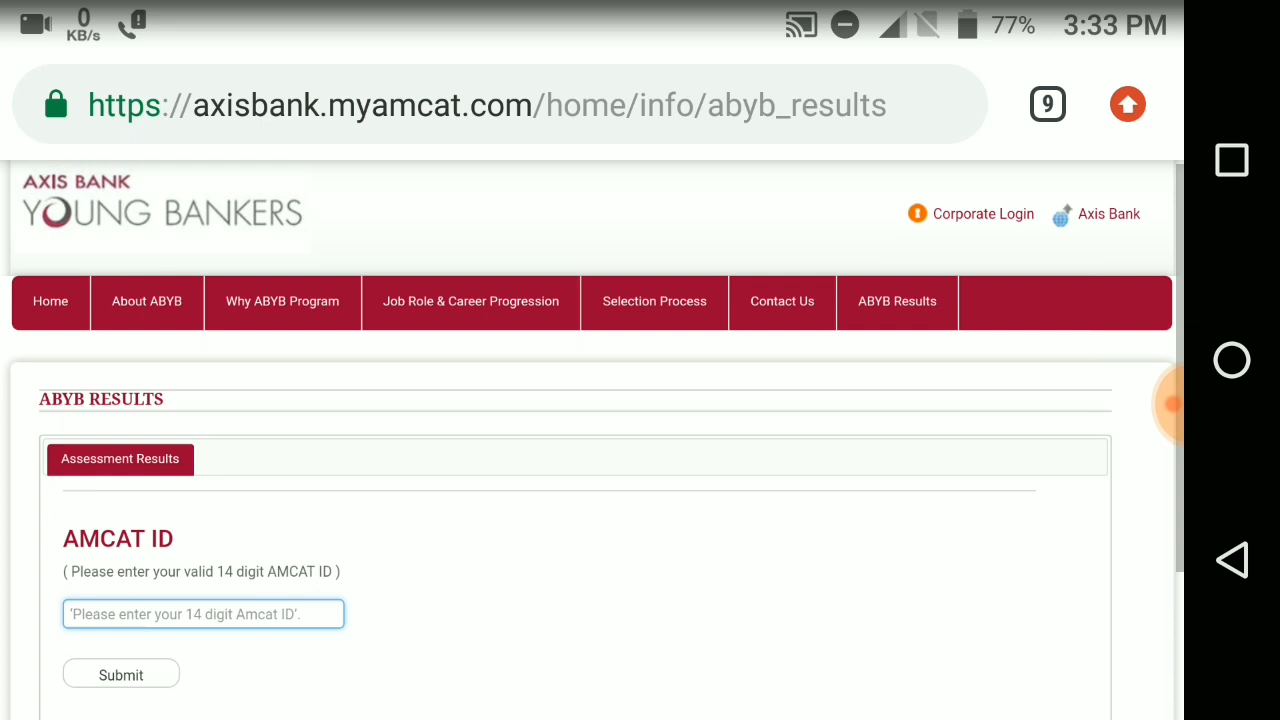 0
KB/s
77%
3:33 PM
https://axisbank.myamcat.com/home/info/abyb_results
9
AXIS BANK
YOUNG BANKERS
Corporate Login
Axis Bank
Home
About ABYB
Why ABYB Program
Job Role & Career Progression
Selection Process
Contact Us
ABYB Results
ABYB RESULTS
Assessment Results
AMCAT ID
( Please enter your valid 14 digit AMCAT ID )
'Please enter your 14 digit Amcat ID'.
Submit